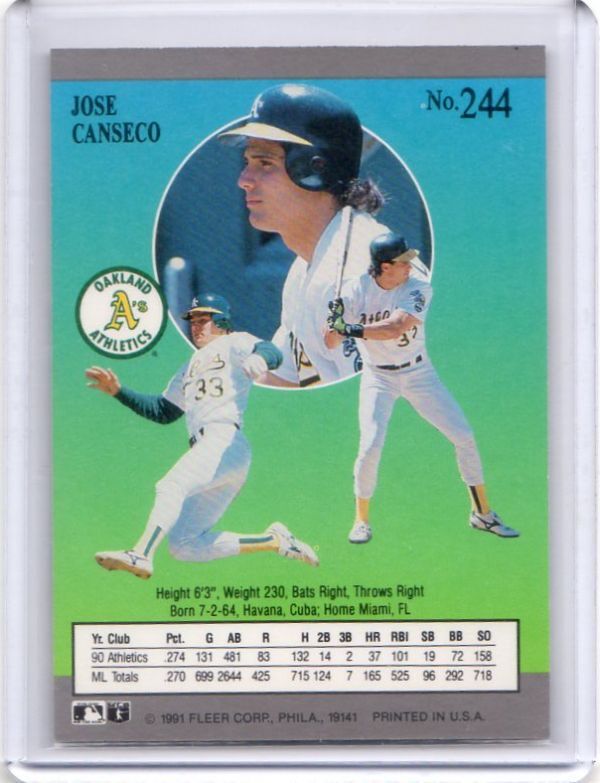 JOSE
CANSECO
No. 244
OAKLAND
A's
ATHLETICS
33
Height 6'3", Weight 230, Bats Right, Throws Right
Born 7-2-64, Havana, Cuba; Home Miami, FL
Yr. Club Pct. G AB R H 2B 3B HR RBI SB BB SO
90 Athletics .274 131 481 83 132 14 2 37 101 19 72 158
ML Totals .270 699 2644 425 715 124 7 165 525 96 292 718
© 1991 FLEER CORP., PHILA., 19141 PRINTED IN U.S.A.